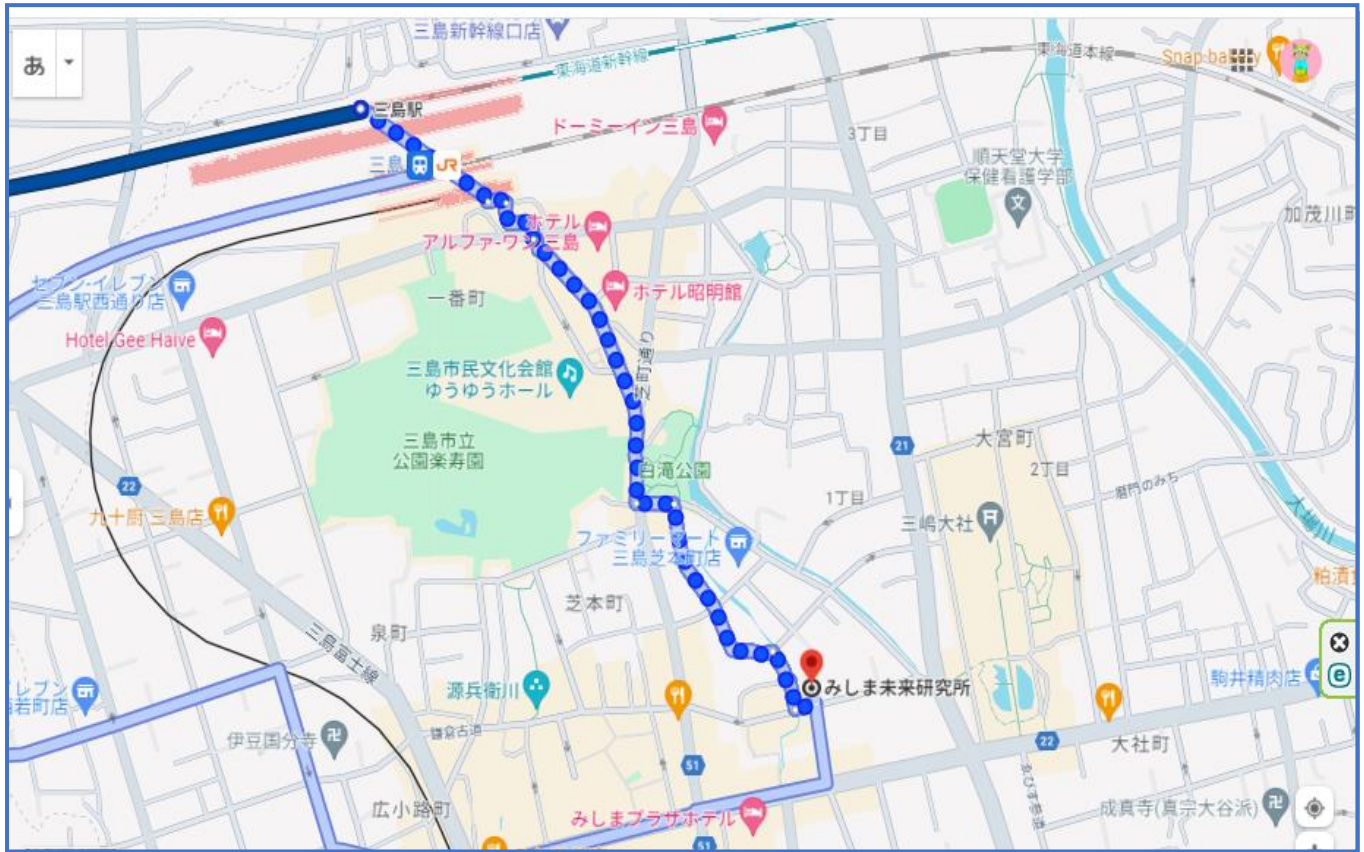 三島新幹線口店
あ
東海道新幹線
東海道本線
Snap bakery
三島駅
ドーミーイン三島
3丁目
順天堂大学
保健看護学部
三島
JR
加茂川町
ホテル
アルファーワン三島
セブン-イレブン
三島駅西通り店
一番町
ホテル昭明館
Hotel Gee Haive
芝町通り
三島市民文化会館
ゆうゆうホール
三島市立
公園楽寿園
21
大宮町
2丁目
白滝公園
22
1丁目
暦門のみち
九十厨 三島店
三嶋大社
大場川
ファミリーマート
三島芝本町店
芝本町
泉町
三島富士線
源兵衛川
みしま未来研究所
駒井精肉店
e
伊豆国分寺
鎌倉古道
22
大社町
51
広小路町
みしまプラザホテル
成真寺(真宗大谷派)
51